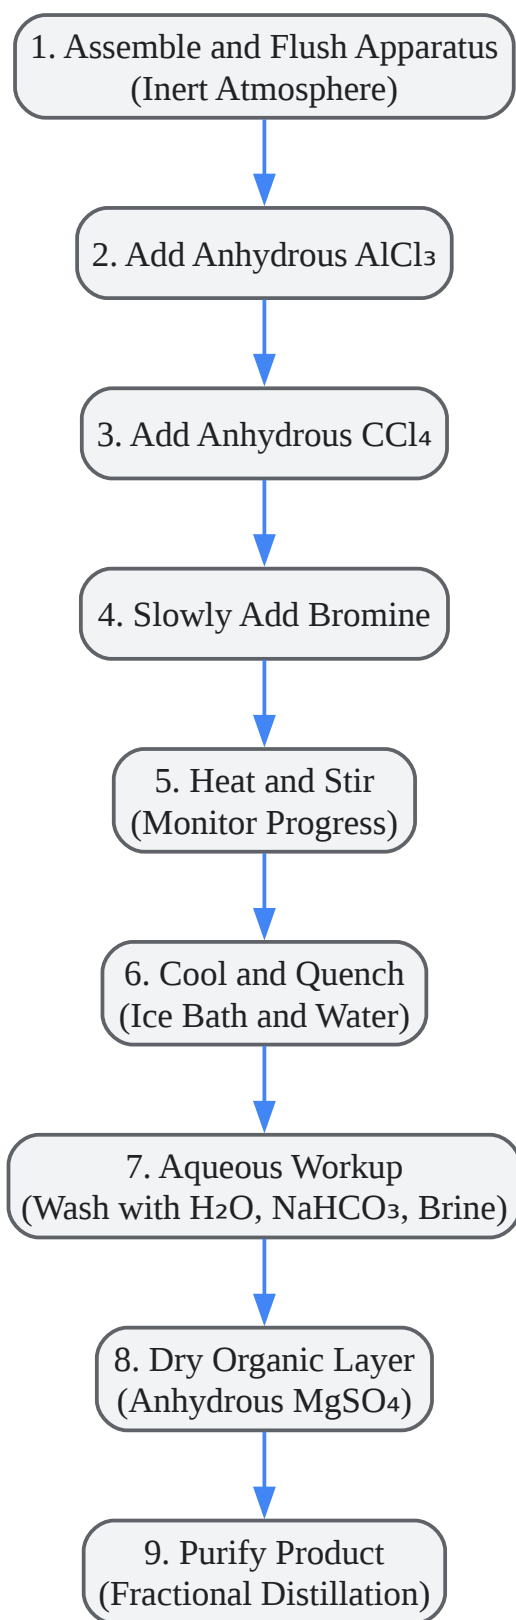 1. Assemble and Flush Apparatus
(Inert Atmosphere)
2. Add Anhydrous AlCl₃
3. Add Anhydrous CCl₄
4. Slowly Add Bromine
5. Heat and Stir
(Monitor Progress)
6. Cool and Quench
(Ice Bath and Water)
7. Aqueous Workup
(Wash with H₂O, NaHCO₃, Brine)
8. Dry Organic Layer
(Anhydrous MgSO₄)
9. Purify Product
(Fractional Distillation)